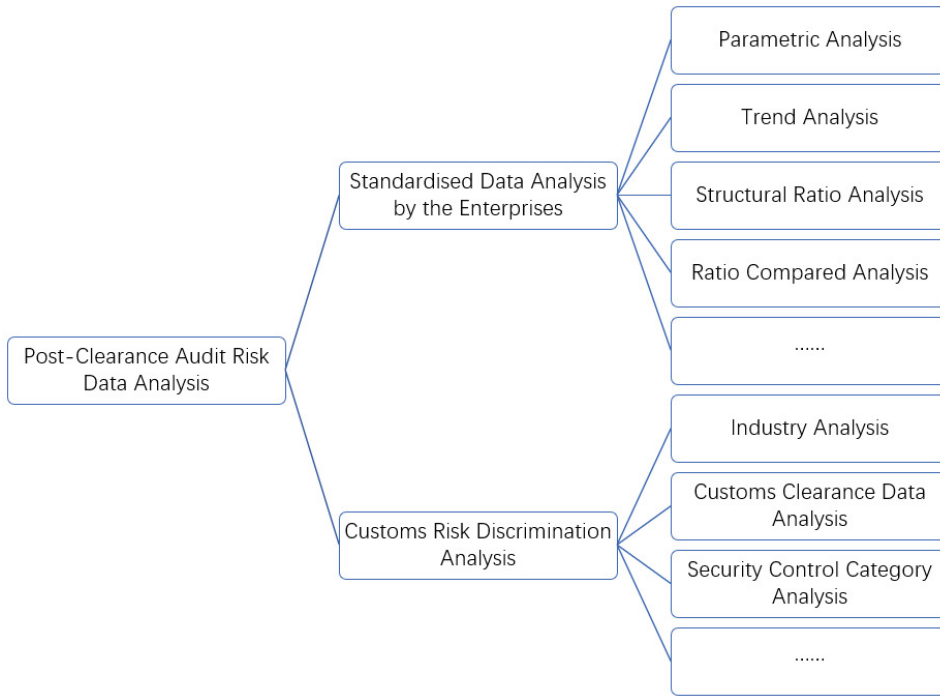 Post-Clearance Audit Risk
Data Analysis
Standardised Data Analysis
by the Enterprises
Parametric Analysis
Trend Analysis
Structural Ratio Analysis
Ratio Compared Analysis
······
Customs Risk Discrimination
Analysis
Industry Analysis
Customs Clearance Data
Analysis
Security Control Category
Analysis
······